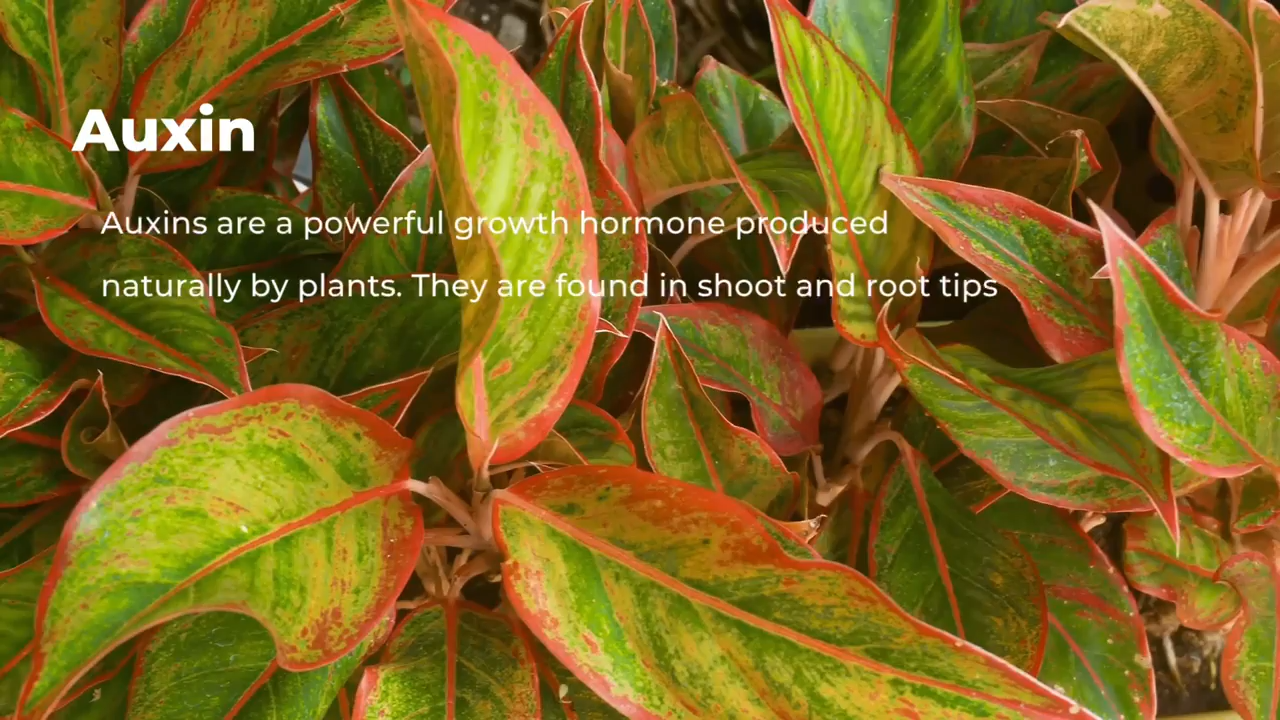 Auxin
Auxins are a powerful growth hormone produced
naturally by plants. They are found in shoot and root tips